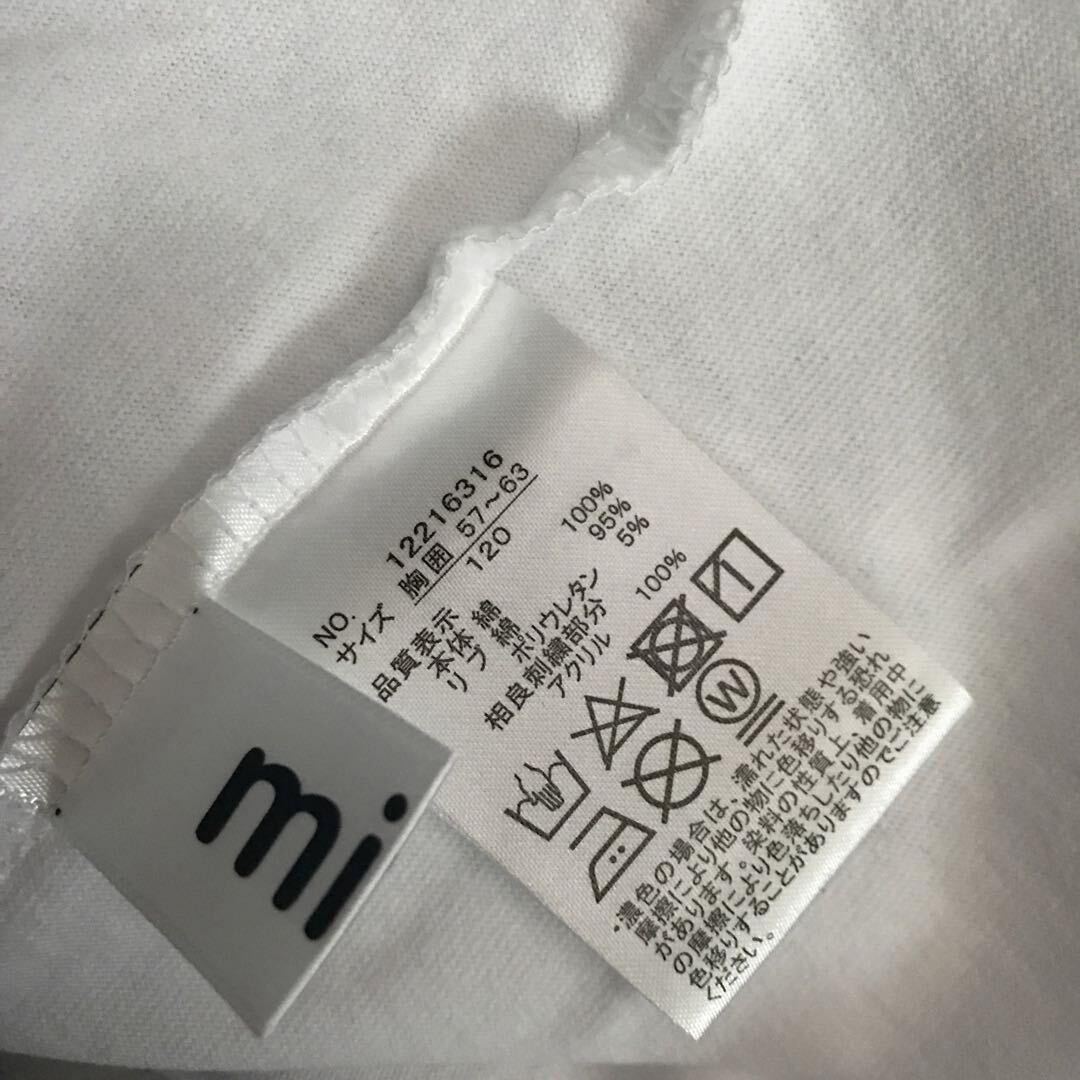 NO. 12216316
サイズ 胸囲 57～63
120
品質表示
本体 綿 100%
リブ 綿 95%
ポリウレタン 5%
相良刺繍部分
アクリル 100%
1
W
・濃色の場合は、濡れた状態や強い
摩擦により他の物に色移りする恐れ
があります。染料の性質上、着用中
の摩擦により色落ちしたり他の物に
色移りすることがありますのでご注意
ください。
mi